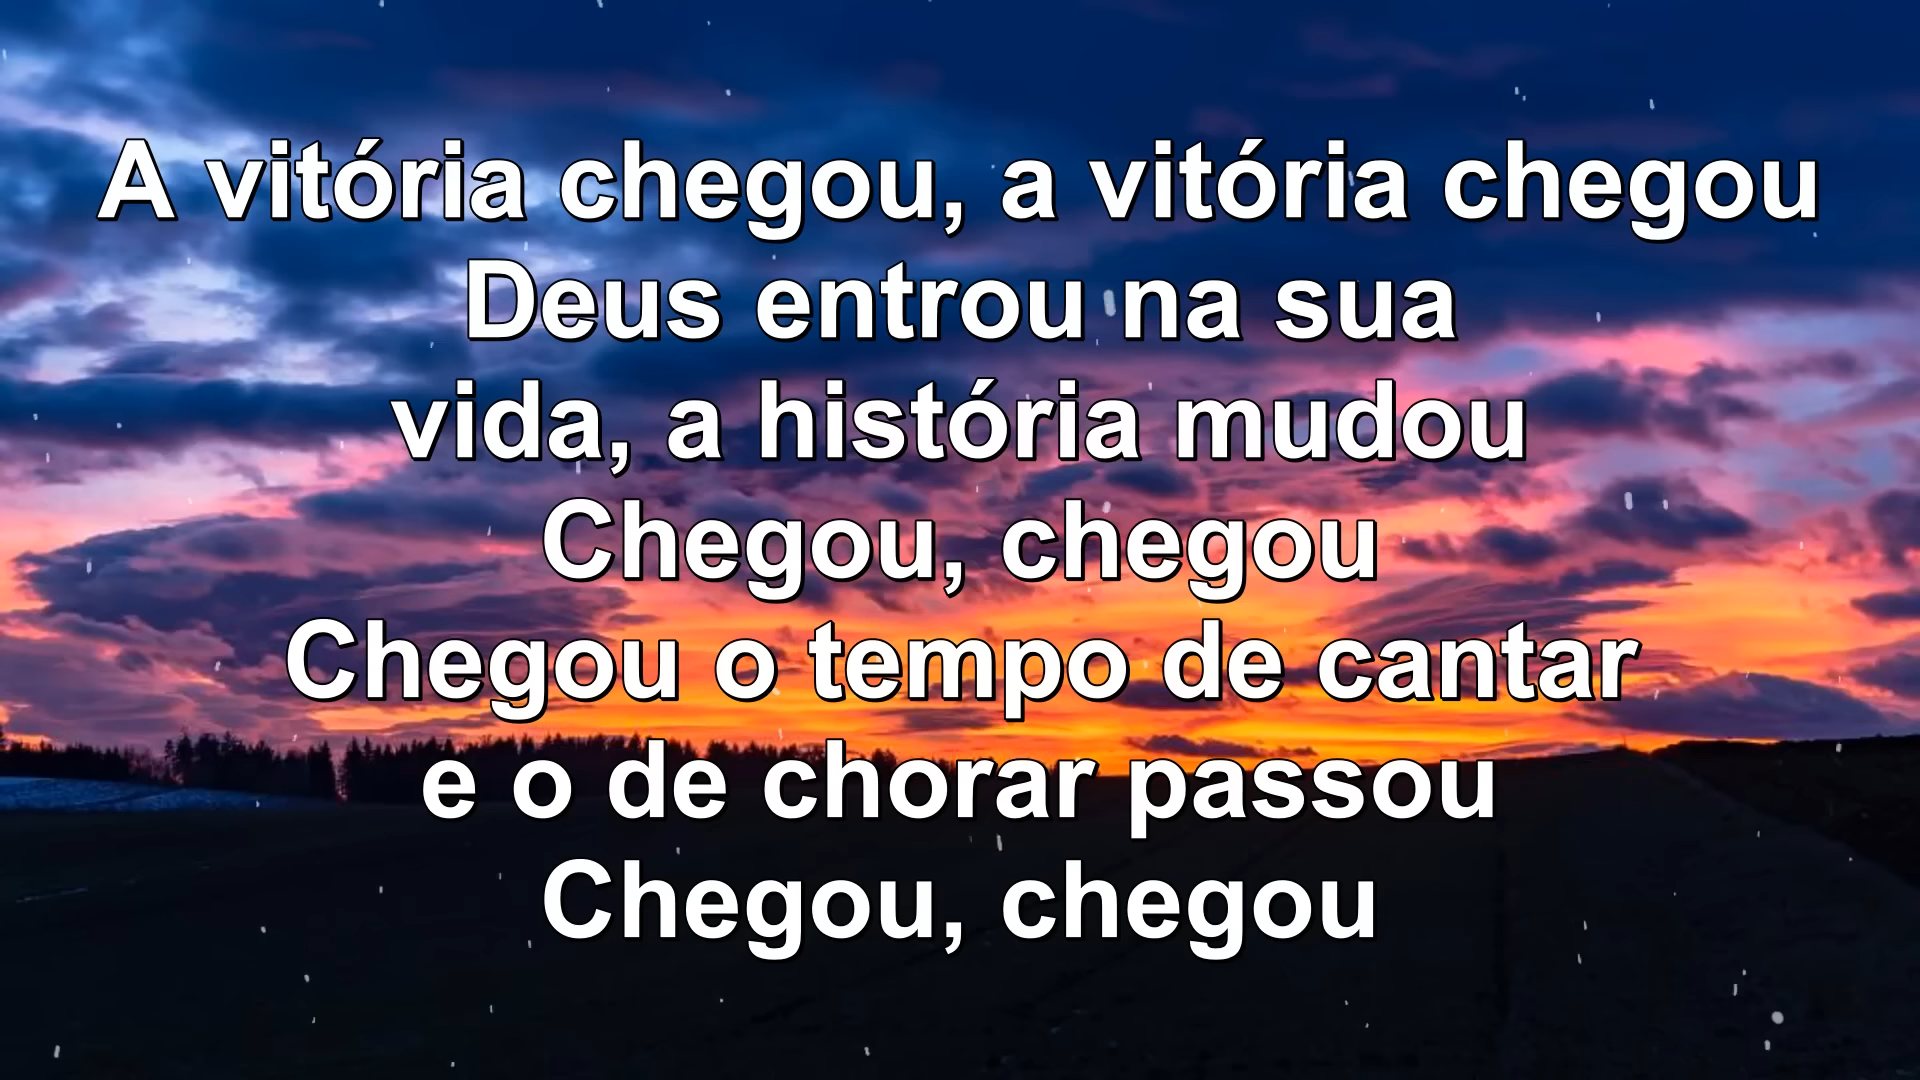 A vitória chegou, a vitória chegou
Deus entrou na sua
vida, a história mudou
Chegou, chegou
Chegou o tempo de cantar
e o de chorar passou
Chegou, chegou